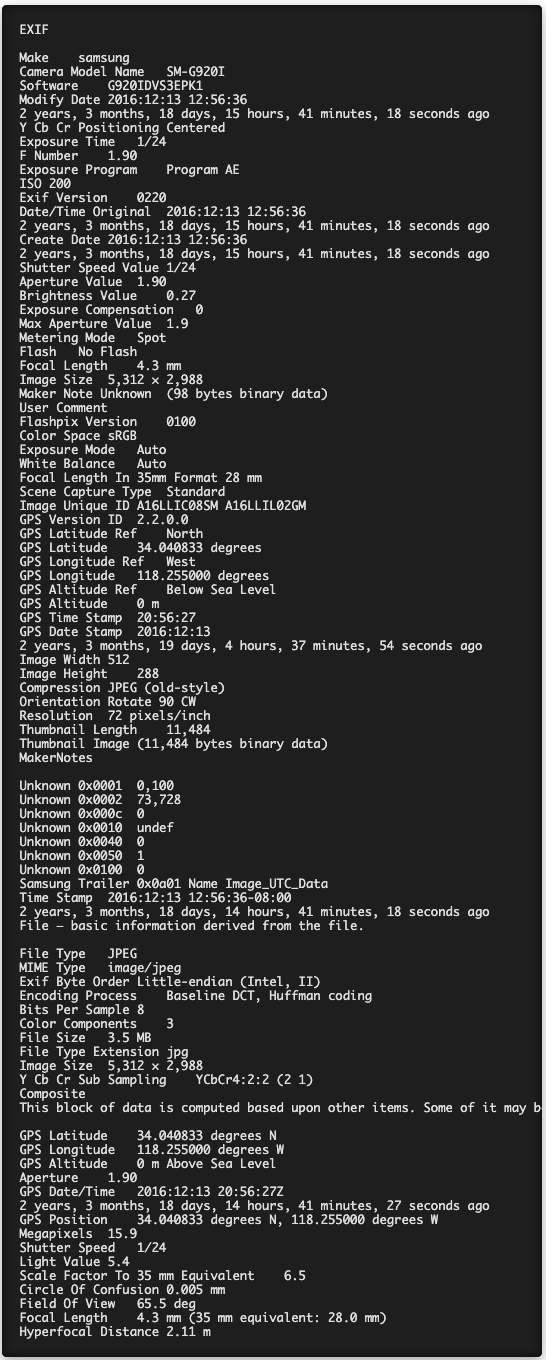 EXIF
Make samsung
Camera Model Name SM-G920I
Software G920IDVS3EPK1
Modify Date 2016:12:13 12:56:36
2 years, 3 months, 18 days, 15 hours, 41 minutes, 18 seconds ago
Y Cb Cr Positioning Centered
Exposure Time 1/24
F Number 1.90
Exposure Program Program AE
ISO 200
Exif Version 0220
Date/Time Original 2016:12:13 12:56:36
2 years, 3 months, 18 days, 15 hours, 41 minutes, 18 seconds ago
Create Date 2016:12:13 12:56:36
2 years, 3 months, 18 days, 15 hours, 41 minutes, 18 seconds ago
Shutter Speed Value 1/24
Aperture Value 1.90
Brightness Value 0.27
Exposure Compensation 0
Max Aperture Value 1.9
Metering Mode Spot
Flash No Flash
Focal Length 4.3 mm
Image Size 5,312 × 2,988
Maker Note Unknown (98 bytes binary data)
User Comment
Flashpix Version 0100
Color Space sRGB
Exposure Mode Auto
White Balance Auto
Focal Length In 35mm Format 28 mm
Scene Capture Type Standard
Image Unique ID A16LLIC08SM A16LLIL02GM
GPS Version ID 2.2.0.0
GPS Latitude Ref North
GPS Latitude 34.040833 degrees
GPS Longitude Ref West
GPS Longitude 118.255000 degrees
GPS Altitude Ref Below Sea Level
GPS Altitude 0 m
GPS Time Stamp 20:56:27
GPS Date Stamp 2016:12:13
2 years, 3 months, 19 days, 4 hours, 37 minutes, 54 seconds ago
Image Width 512
Image Height 288
Compression JPEG (old-style)
Orientation Rotate 90 CW
Resolution 72 pixels/inch
Thumbnail Length 11,484
Thumbnail Image (11,484 bytes binary data)
MakerNotes
Unknown 0x0001 0,100
Unknown 0x0002 73,728
Unknown 0x000c 0
Unknown 0x0010 undef
Unknown 0x0040 0
Unknown 0x0050 1
Unknown 0x0100 0
Samsung Trailer 0x0a01 Name Image_UTC_Data
Time Stamp 2016:12:13 12:56:36-08:00
2 years, 3 months, 18 days, 14 hours, 41 minutes, 18 seconds ago
File — basic information derived from the file.
File Type JPEG
MIME Type image/jpeg
Exif Byte Order Little-endian (Intel, II)
Encoding Process Baseline DCT, Huffman coding
Bits Per Sample 8
Color Components 3
File Size 3.5 MB
File Type Extension jpg
Image Size 5,312 × 2,988
Y Cb Cr Sub Sampling YCbCr4:2:2 (2 1)
Composite
This block of data is computed based upon other items. Some of it may b
GPS Latitude 34.040833 degrees N
GPS Longitude 118.255000 degrees W
GPS Altitude 0 m Above Sea Level
Aperture 1.90
GPS Date/Time 2016:12:13 20:56:27Z
2 years, 3 months, 18 days, 14 hours, 41 minutes, 27 seconds ago
GPS Position 34.040833 degrees N, 118.255000 degrees W
Megapixels 15.9
Shutter Speed 1/24
Light Value 5.4
Scale Factor To 35 mm Equivalent 6.5
Circle Of Confusion 0.005 mm
Field Of View 65.5 deg
Focal Length 4.3 mm (35 mm equivalent: 28.0 mm)
Hyperfocal Distance 2.11 m